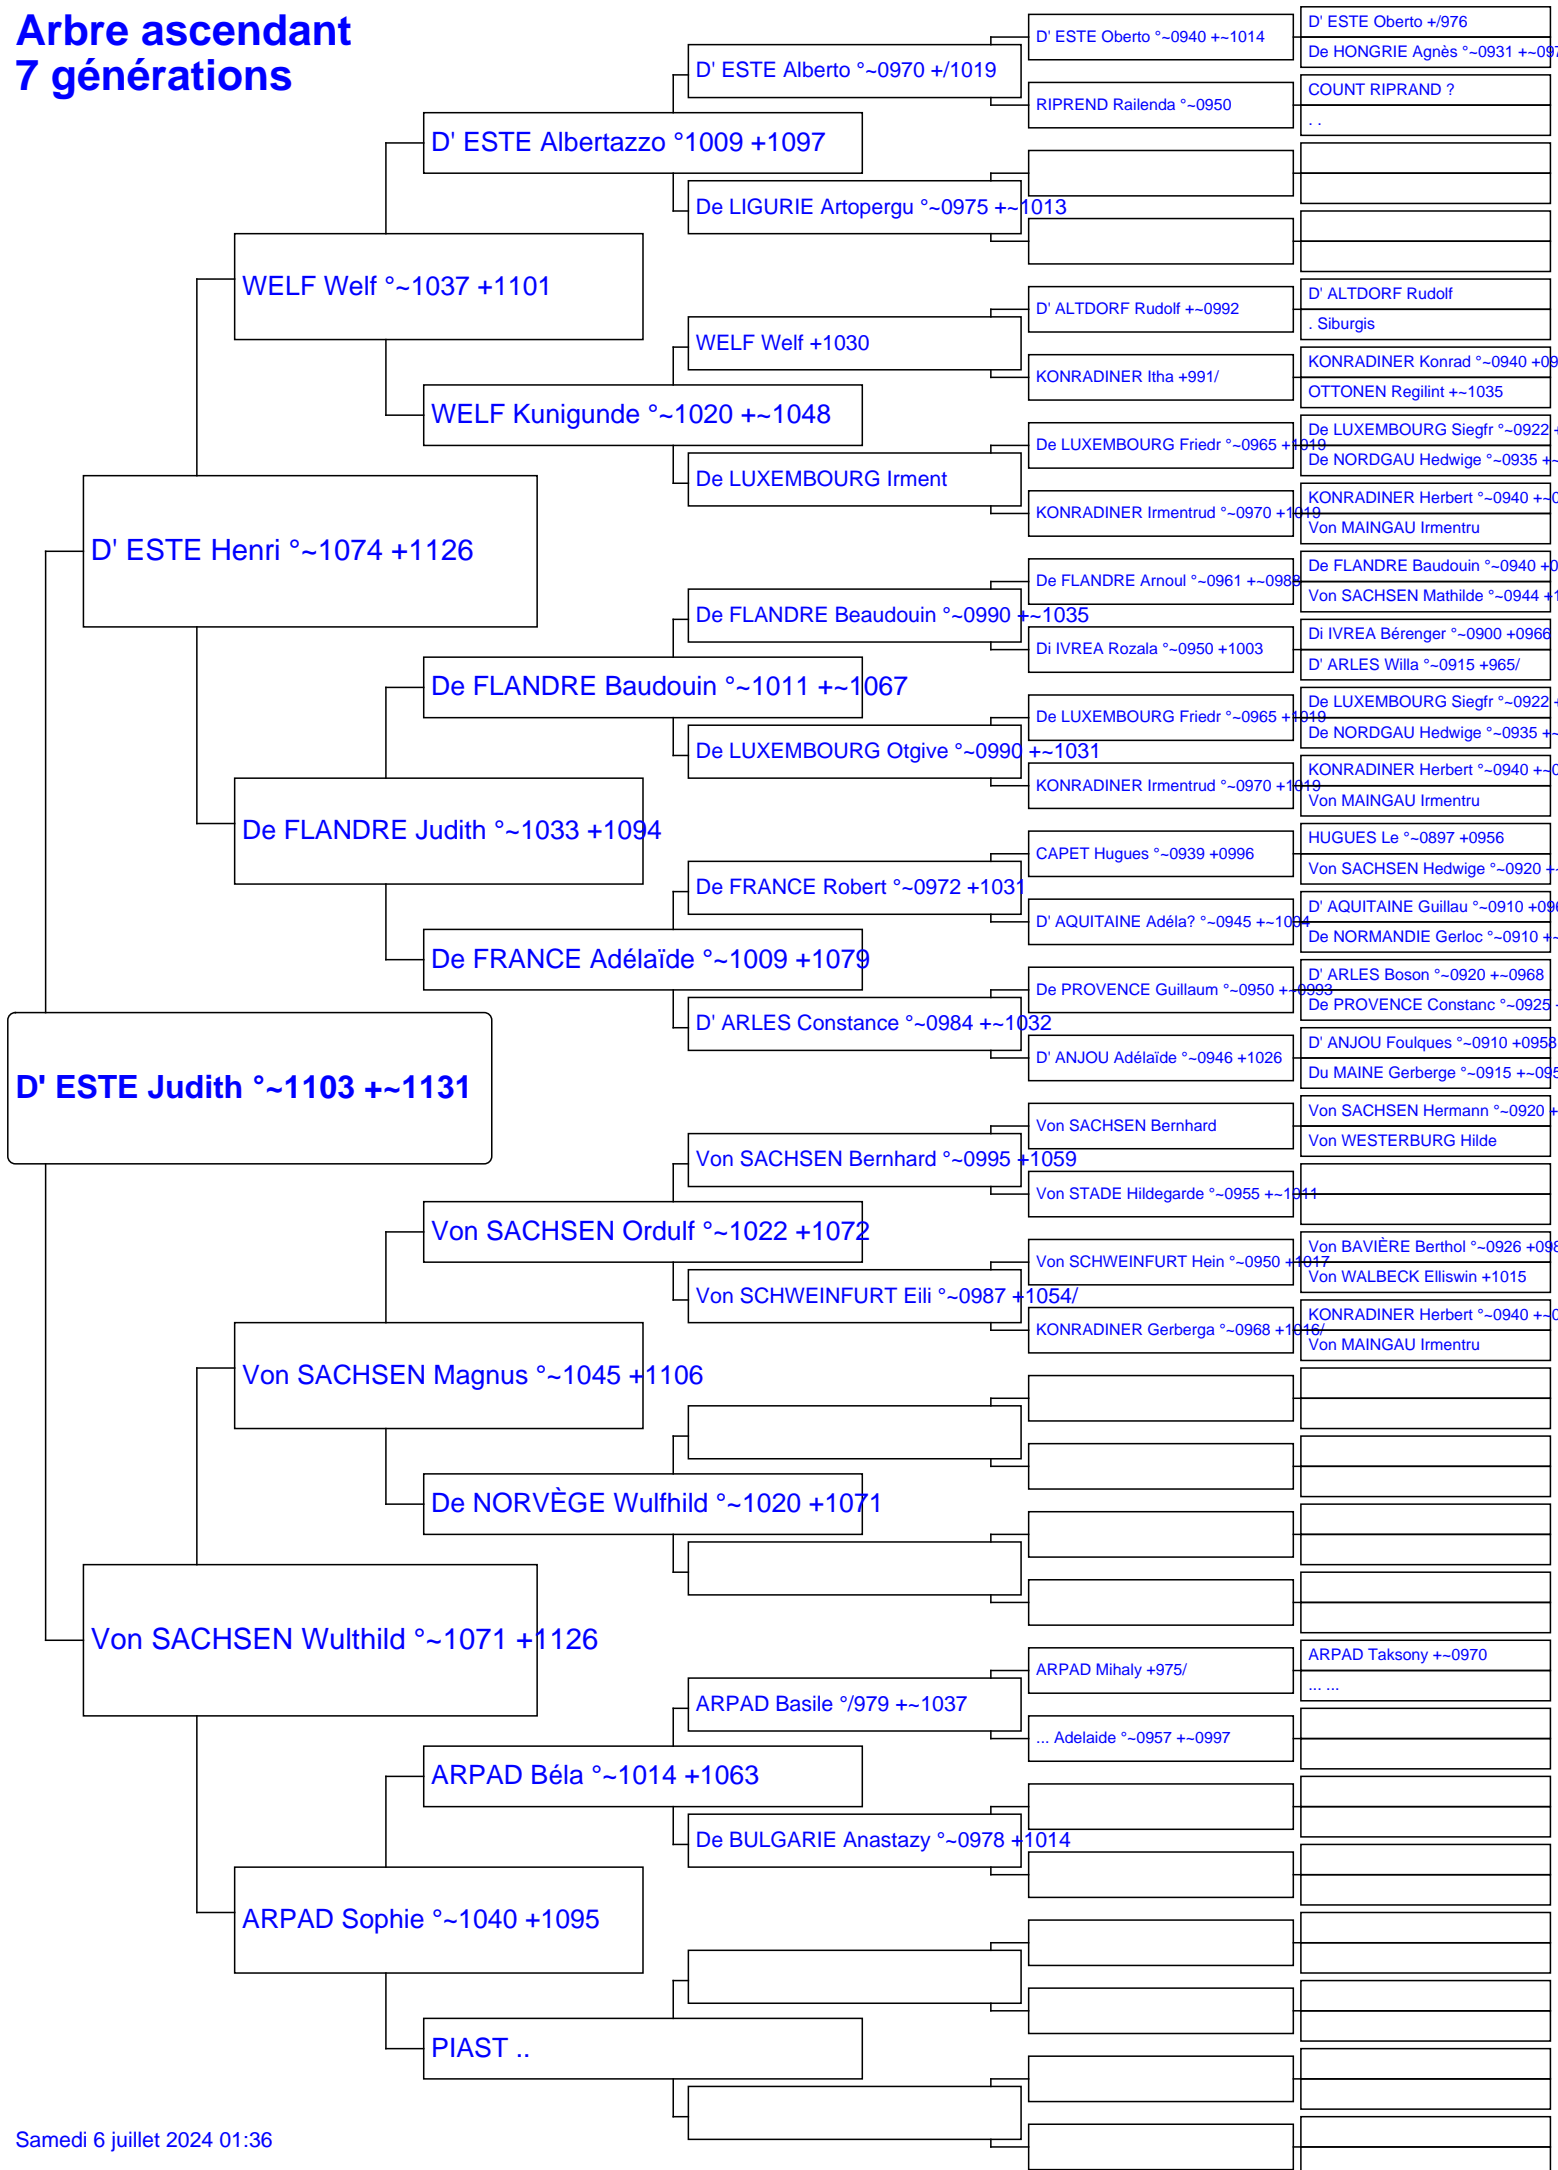 Arbre ascendant
7 générations
D' ESTE Judith °~1103 +~1131
D' ESTE Henri °~1074 +1126
Von SACHSEN Wulthild °~1071 +1126
WELF Welf °~1037 +1101
De FLANDRE Judith °~1033 +1094
Von SACHSEN Magnus °~1045 +1106
ARPAD Sophie °~1040 +1095
D' ESTE Albertazzo °1009 +1097
WELF Kunigunde °~1020 +~1048
De FLANDRE Baudouin °~1011 +~1067
De FRANCE Adélaïde °~1009 +1079
Von SACHSEN Ordulf °~1022 +1072
De NORVÈGE Wulfhild °~1020 +1071
ARPAD Béla °~1014 +1063
PIAST ..
D' ESTE Alberto °~0970 +/1019
De LIGURIE Artopergu °~0975 +~1013
WELF Welf +1030
De LUXEMBOURG Irment
De FLANDRE Beaudouin °~0990 +~1035
De LUXEMBOURG Otgive °~0990 +~1031
De FRANCE Robert °~0972 +1031
D' ARLES Constance °~0984 +~1032
Von SACHSEN Bernhard °~0995 +1059
Von SCHWEINFURT Eili °~0987 +1054/
ARPAD Basile °/979 +~1037
De BULGARIE Anastazy °~0978 +1014
D' ESTE Oberto °~0940 +~1014
RIPREND Railenda °~0950
D' ALTDORF Rudolf +~0992
KONRADINER Itha +991/
De LUXEMBOURG Friedr °~0965 +1019
KONRADINER Irmentrud °~0970 +1019
De FLANDRE Arnoul °~0961 +~0988
Di IVREA Rozala °~0950 +1003
De LUXEMBOURG Friedr °~0965 +1019
KONRADINER Irmentrud °~0970 +1019
CAPET Hugues °~0939 +0996
D' AQUITAINE Adéla? °~0945 +~1004
De PROVENCE Guillaum °~0950 +~0993
D' ANJOU Adélaïde °~0946 +1026
Von SACHSEN Bernhard
Von STADE Hildegarde °~0955 +~1011
Von SCHWEINFURT Hein °~0950 +1017
KONRADINER Gerberga °~0968 +1016/
ARPAD Mihaly +975/
... Adelaide °~0957 +~0997
D' ESTE Oberto +/976
De HONGRIE Agnès °~0931 +~097
COUNT RIPRAND ?
. .
D' ALTDORF Rudolf
. Siburgis
KONRADINER Konrad °~0940 +09
OTTONEN Regilint +~1035
De LUXEMBOURG Siegfr °~0922 +
De NORDGAU Hedwige °~0935 +~
KONRADINER Herbert °~0940 +~0
Von MAINGAU Irmentru
De FLANDRE Baudouin °~0940 +0
Von SACHSEN Mathilde °~0944 +1
Di IVREA Bérenger °~0900 +0966
D' ARLES Willa °~0915 +965/
De LUXEMBOURG Siegfr °~0922 +
De NORDGAU Hedwige °~0935 +~
KONRADINER Herbert °~0940 +~0
Von MAINGAU Irmentru
HUGUES Le °~0897 +0956
Von SACHSEN Hedwige °~0920 +~
D' AQUITAINE Guillau °~0910 +096
De NORMANDIE Gerloc °~0910 +~
D' ARLES Boson °~0920 +~0968
De PROVENCE Constanc °~0925 +
D' ANJOU Foulques °~0910 +0958
Du MAINE Gerberge °~0915 +~095
Von SACHSEN Hermann °~0920 +
Von WESTERBURG Hilde
Von BAVIÈRE Berthol °~0926 +098
Von WALBECK Elliswin +1015
KONRADINER Herbert °~0940 +~0
Von MAINGAU Irmentru
ARPAD Taksony +~0970
... ...
Samedi 6 juillet 2024 01:36